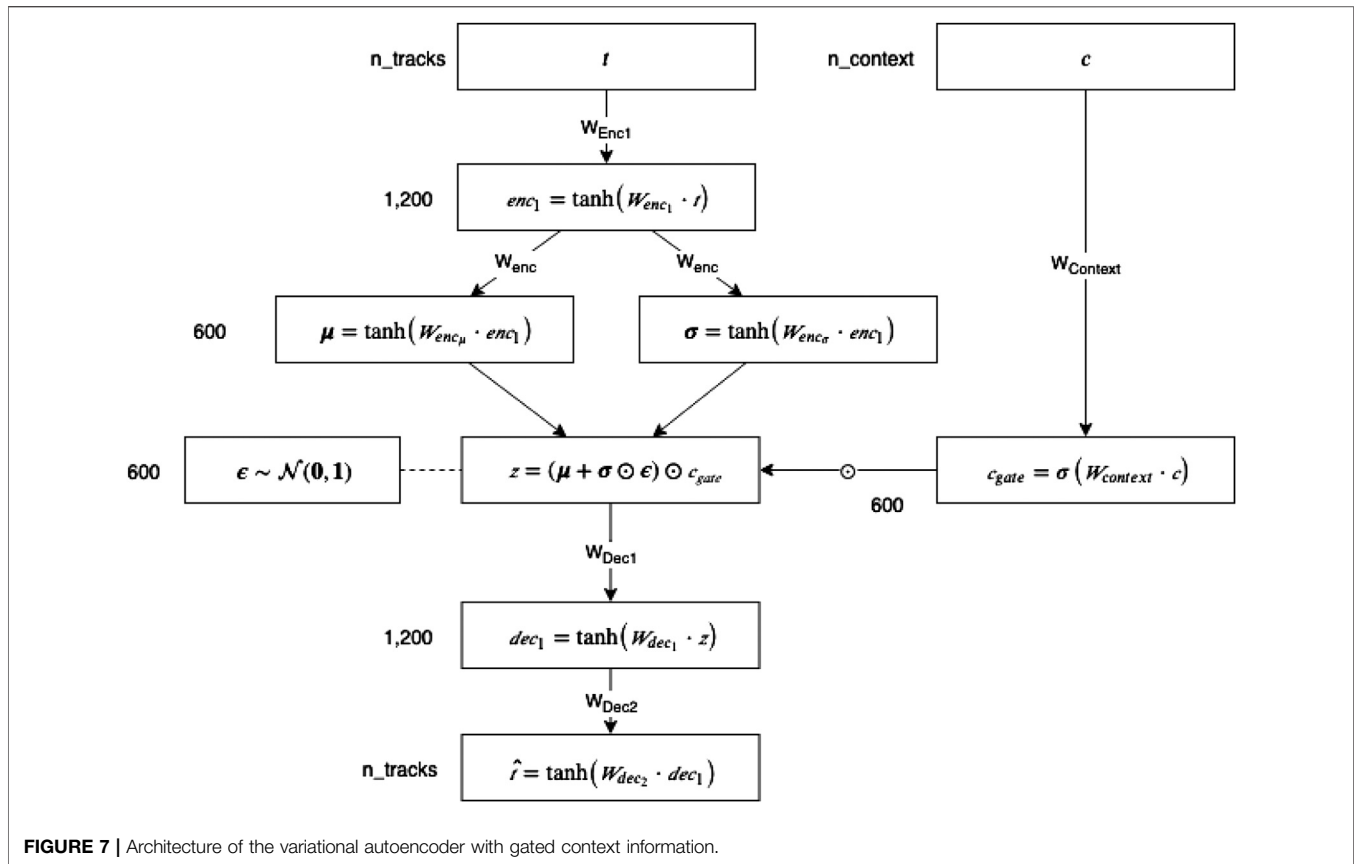 n_tracks t n_context c
W_Enc1
1,200 enc_1 = tanh(W_enc_1 · t)
W_enc W_enc W_Context
600 μ = tanh(W_enc_μ · enc_1) σ = tanh(W_enc_σ · enc_1)
600 ϵ ∼ 𝒩(0, 1) z = (μ + σ ⊙ ϵ) ⊙ c_gate ⊙ c_gate = σ(W_context · c)
600
W_Dec1
1,200 dec_1 = tanh(W_dec_1 · z)
W_Dec2
n_tracks t̂ = tanh(W_dec_2 · dec_1)
FIGURE 7 | Architecture of the variational autoencoder with gated context information.